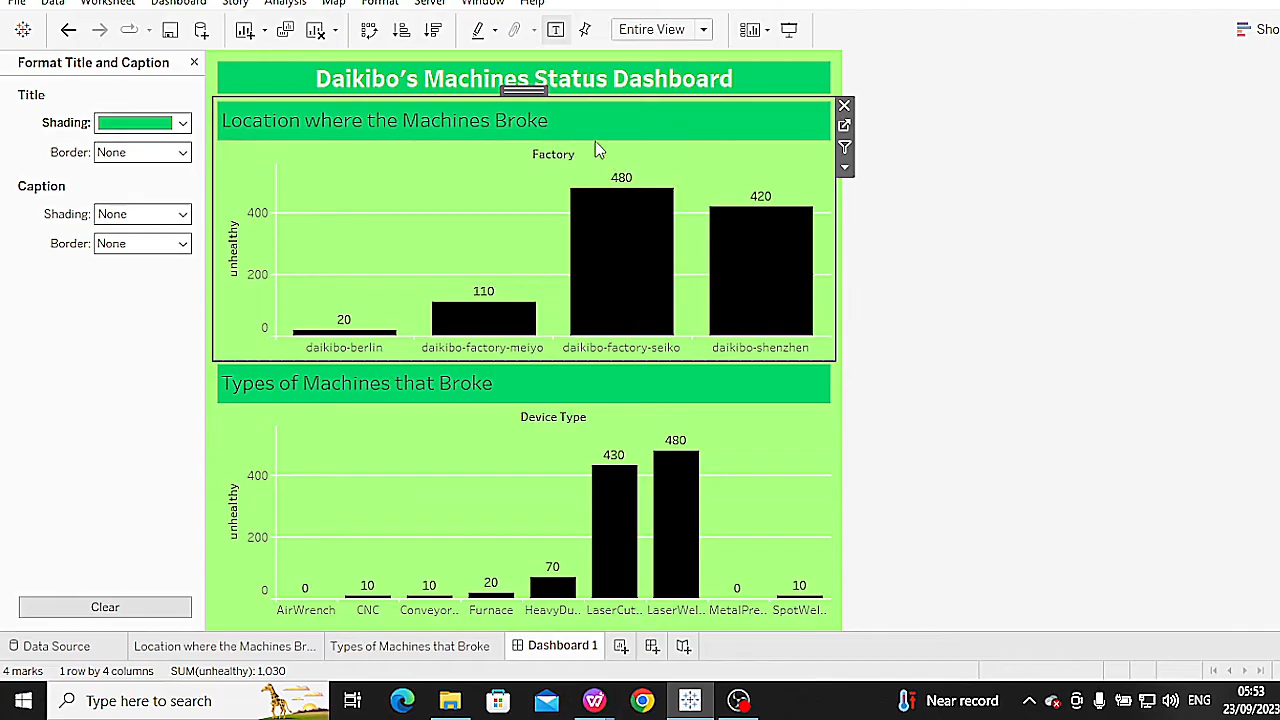 File Data Worksheet Dashboard Story Analysis Map Format Server Window Help
Entire View
Sho
Format Title and Caption
Title
Shading:
Border: None
Caption
Shading: None
Border: None
Clear
Daikibo's Machines Status Dashboard
Location where the Machines Broke
Factory
unhealthy
400
200
0
20
110
480
420
daikibo-berlin
daikibo-factory-meiyo
daikibo-factory-seiko
daikibo-shenzhen
Types of Machines that Broke
Device Type
unhealthy
400
200
0
0
10
10
20
70
430
480
0
10
AirWrench
CNC
Conveyor..
Furnace
HeavyDu..
LaserCut..
LaserWel..
MetalPre..
SpotWel..
Data Source
Location where the Machines Br...
Types of Machines that Broke
Dashboard 1
4 marks 1 row by 4 columns SUM(unhealthy): 1,030
Type here to search
Near record
ENG
05:53
23/09/2023